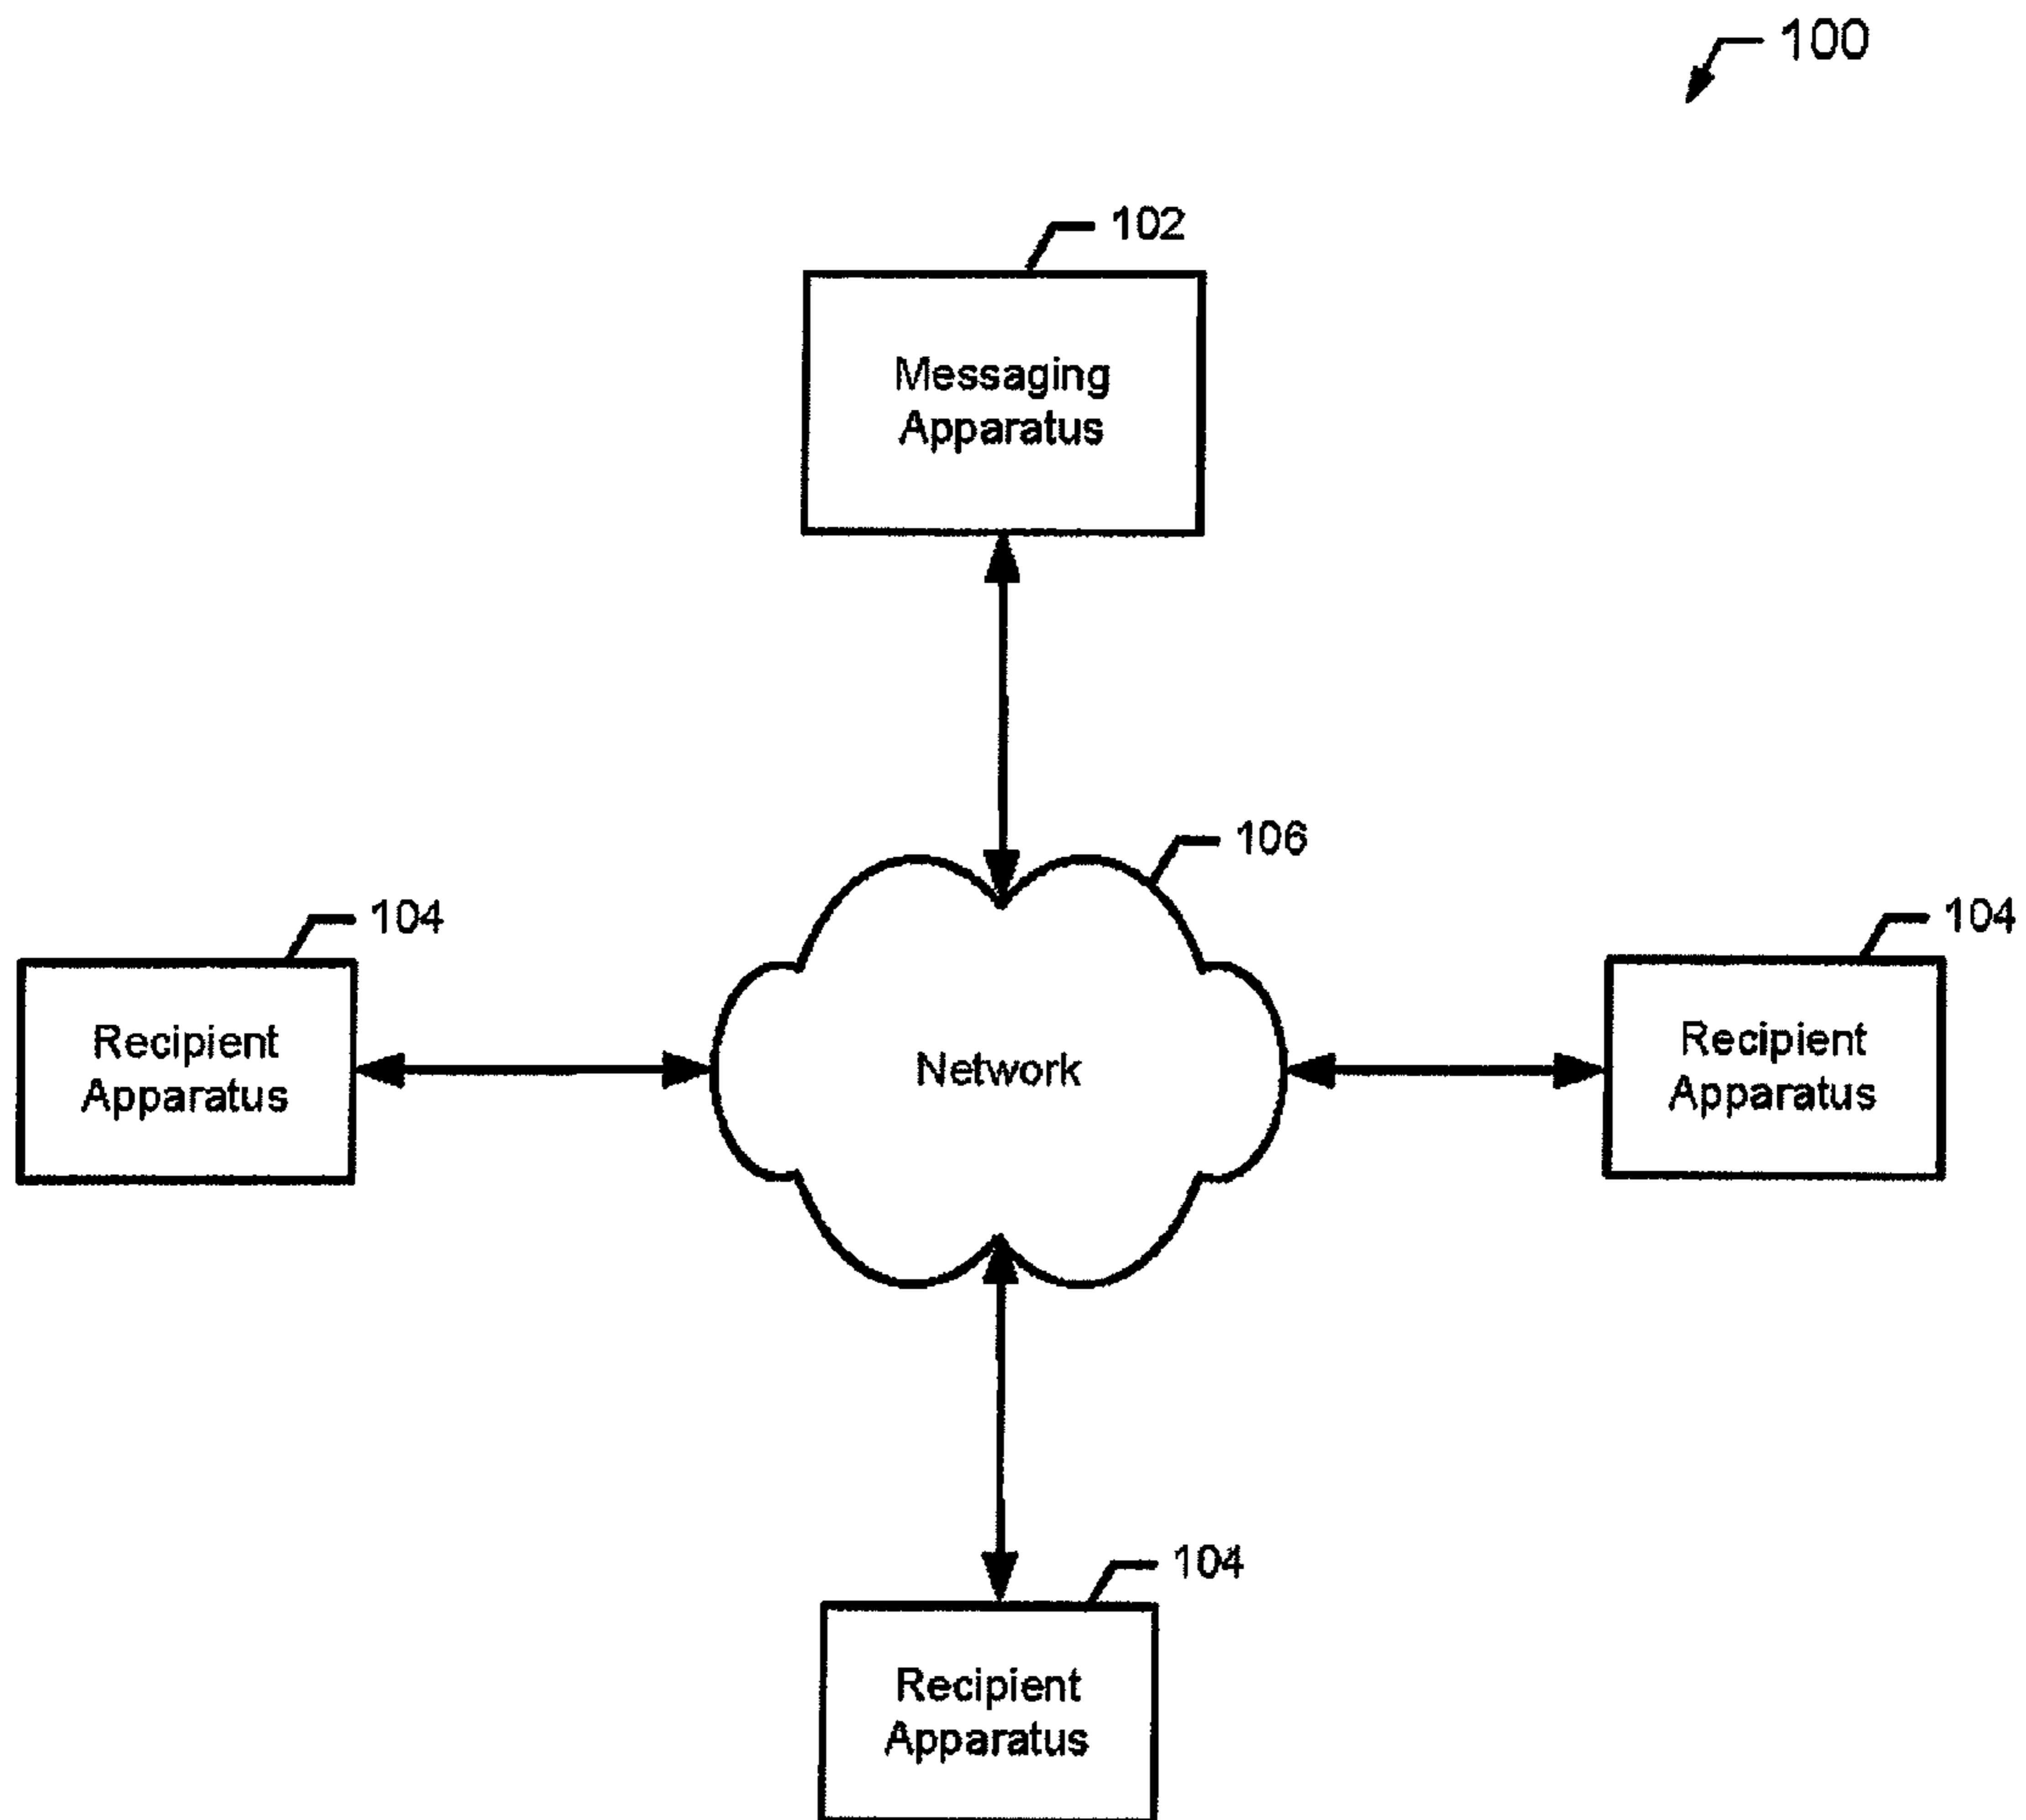 100
102
Messaging
Apparatus
106
104
104
Recipient
Apparatus
Network
Recipient
Apparatus
104
Recipient
Apparatus